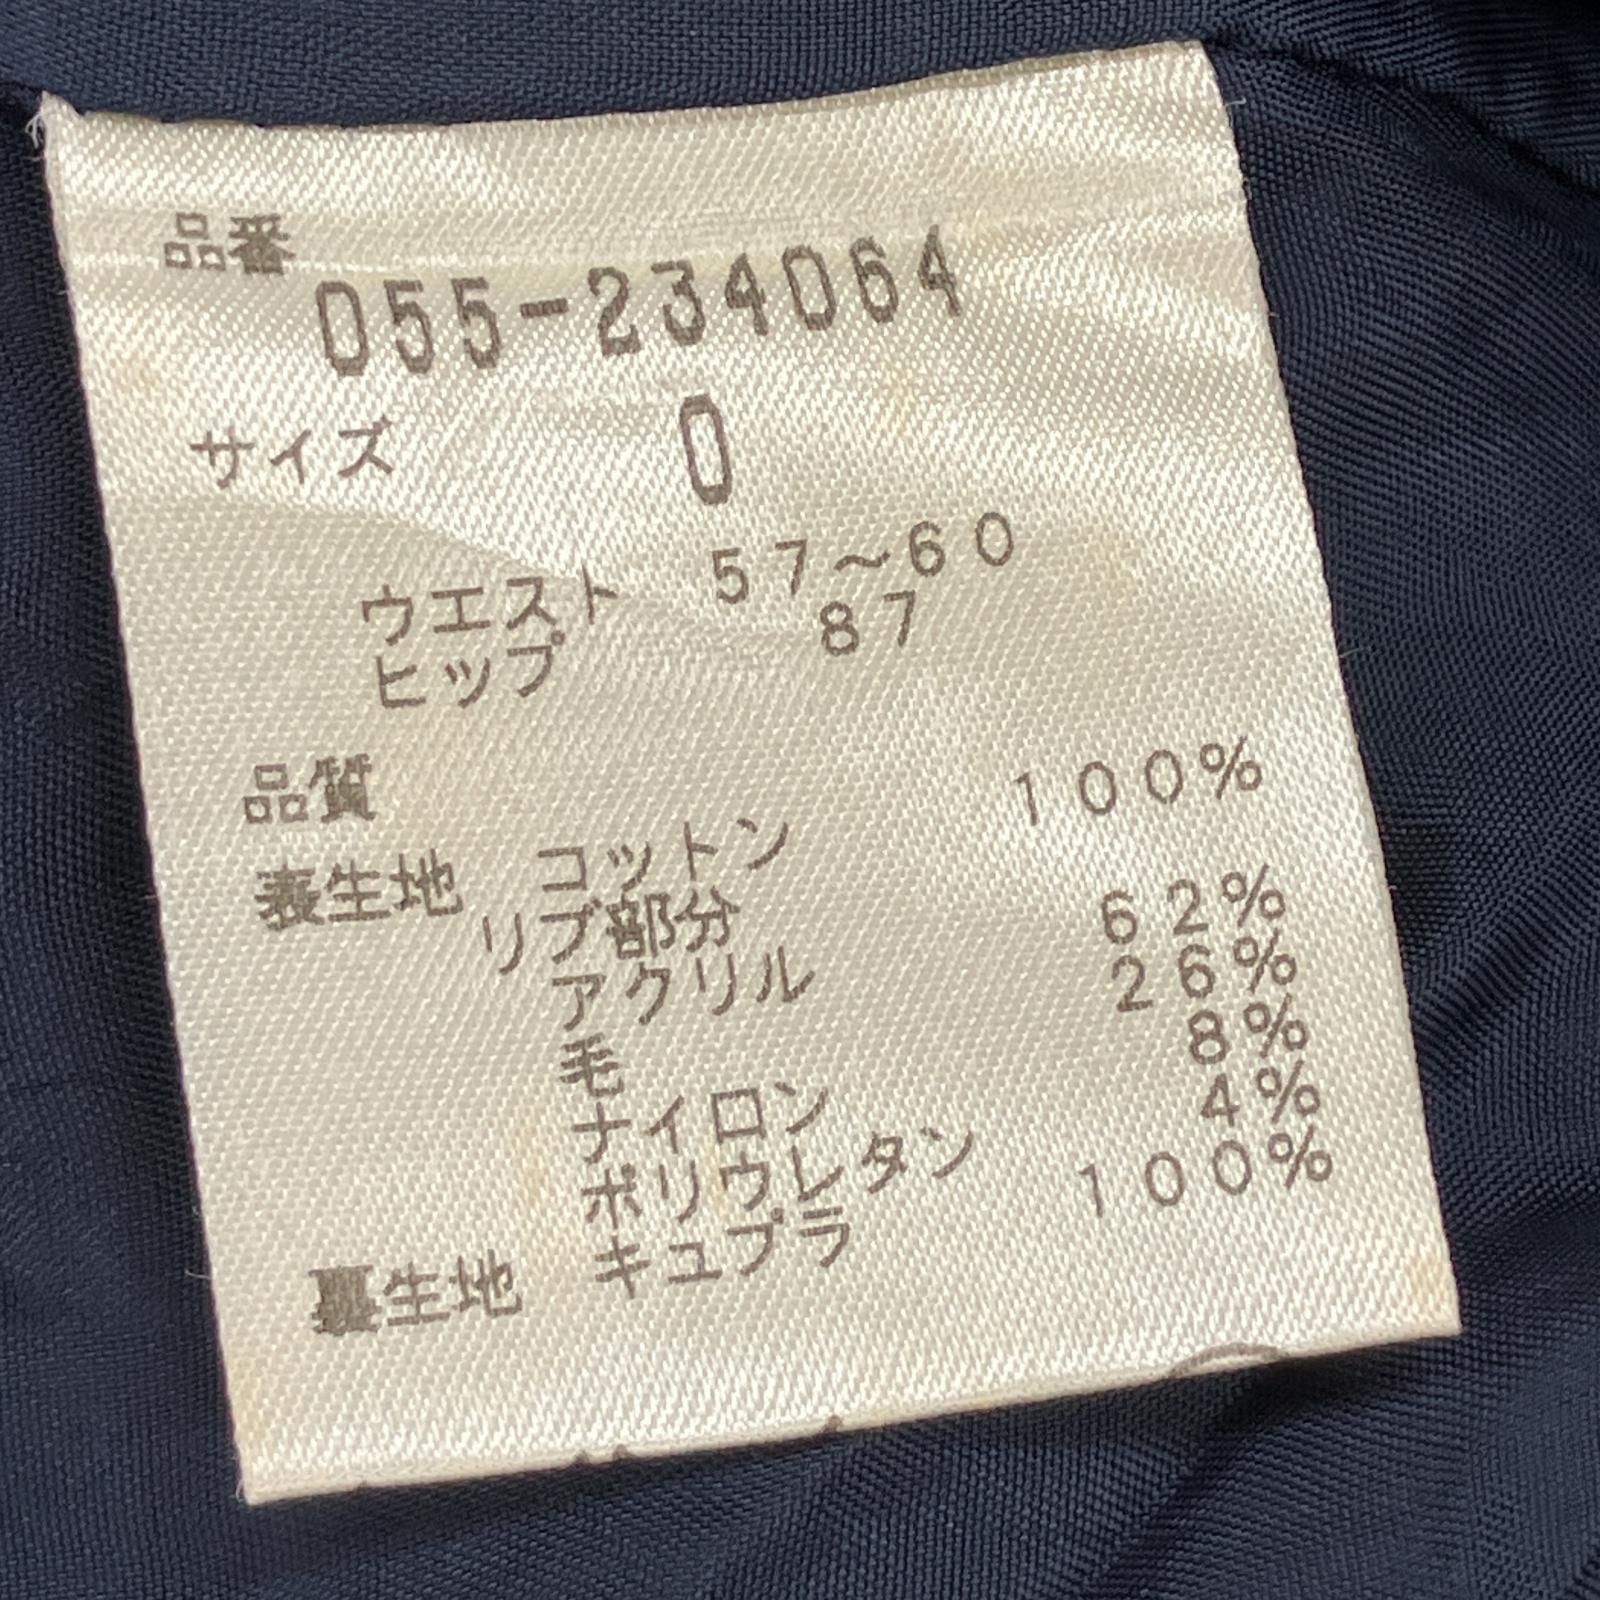 品番
055-234064
サイズ 0
ウエスト 57〜60
ヒップ 87
品質
表生地 コットン 100%
リブ部分
アクリル 62%
毛 26%
ナイロン 8%
ポリウレタン 4%
裏生地 キュプラ 100%